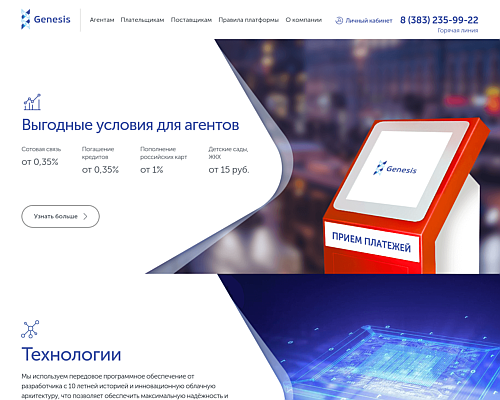 Genesis
Агентам Плательщикам Поставщикам Правила платформы О компании
Личный кабинет
8 (383) 235-99-22
Горячая линия
Выгодные условия для агентов
Сотовая связь
от 0,35%
Погашение
кредитов
от 0,35%
Пополнение
российских карт
от 1%
Детские сады,
ЖКХ
от 15 руб.
Узнать больше
Genesis
ПРИЕМ ПЛАТЕЖЕЙ
Технологии
Мы используем передовое программное обеспечение от
разработчика с 10 летней историей и инновационную облачную
архитектуру, что позволяет обеспечить максимальную надёжность и